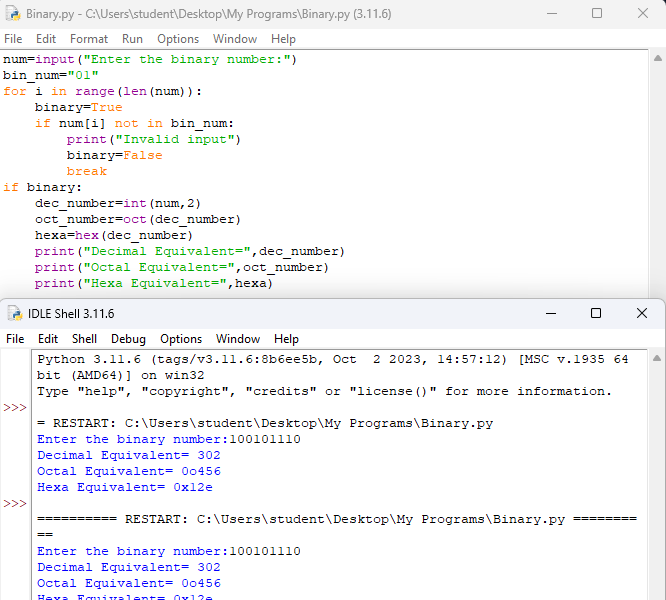 Binary.py - C:\Users\student\Desktop\My Programs\Binary.py (3.11.6)
File Edit Format Run Options Window Help
num=input("Enter the binary number:")
bin_num="01"
for i in range(len(num)):
    binary=True
    if num[i] not in bin_num:
        print("Invalid input")
        binary=False
        break
if binary:
    dec_number=int(num,2)
    oct_number=oct(dec_number)
    hexa=hex(dec_number)
    print("Decimal Equivalent=",dec_number)
    print("Octal Equivalent=",oct_number)
    print("Hexa Equivalent=",hexa)
IDLE Shell 3.11.6
File Edit Shell Debug Options Window Help
Python 3.11.6 (tags/v3.11.6:8b6ee5b, Oct  2 2023, 14:57:12) [MSC v.1935 64
bit (AMD64)] on win32
Type "help", "copyright", "credits" or "license()" for more information.
>>>
= RESTART: C:\Users\student\Desktop\My Programs\Binary.py
Enter the binary number:100101110
Decimal Equivalent= 302
Octal Equivalent= 0o456
Hexa Equivalent= 0x12e
>>>
========== RESTART: C:\Users\student\Desktop\My Programs\Binary.py ========
==
Enter the binary number:100101110
Decimal Equivalent= 302
Octal Equivalent= 0o456
Hexa Equivalent= 0x12e